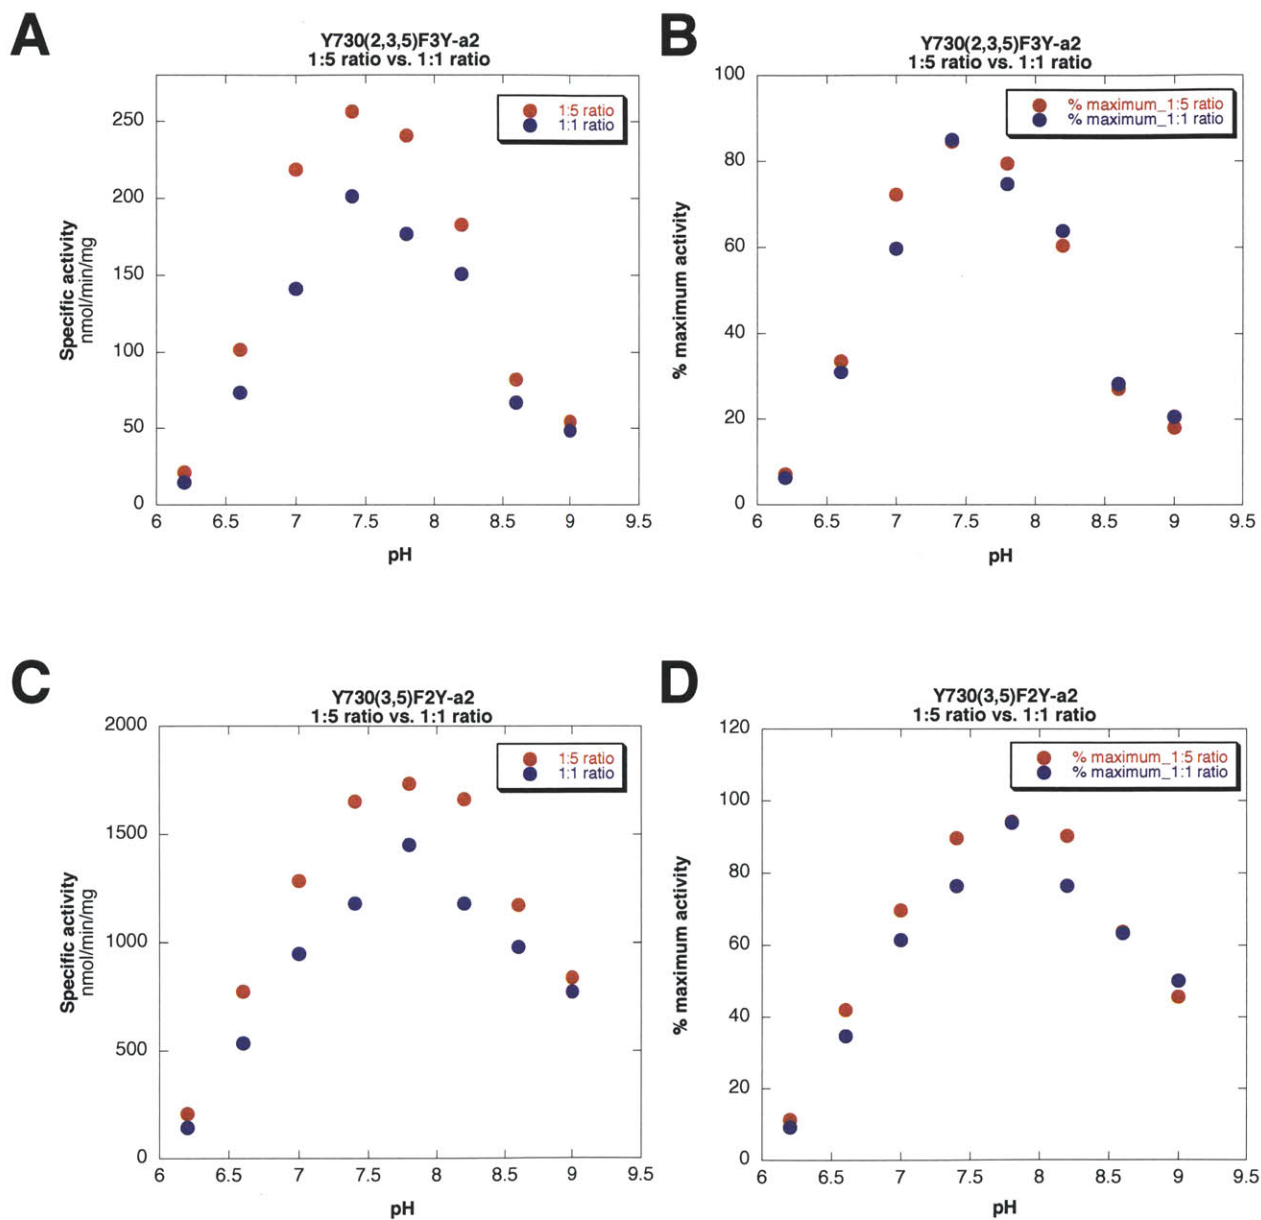 A
Y730(2,3,5)F3Y-a2
1:5 ratio vs. 1:1 ratio
1:5 ratio
1:1 ratio
250
200
150
100
50
0
Specific activity
nmol/min/mg
6 6.5 7 7.5 8 8.5 9 9.5
pH
B
Y730(2,3,5)F3Y-a2
1:5 ratio vs. 1:1 ratio
% maximum_1:5 ratio
% maximum_1:1 ratio
100
80
60
40
20
0
% maximum activity
6 6.5 7 7.5 8 8.5 9 9.5
pH
C
Y730(3,5)F2Y-a2
1:5 ratio vs. 1:1 ratio
1:5 ratio
1:1 ratio
2000
1500
1000
500
0
Specific activity
nmol/min/mg
6 6.5 7 7.5 8 8.5 9 9.5
pH
D
Y730(3,5)F2Y-a2
1:5 ratio vs. 1:1 ratio
% maximum_1:5 ratio
% maximum_1:1 ratio
120
100
80
60
40
20
0
% maximum activity
6 6.5 7 7.5 8 8.5 9 9.5
pH